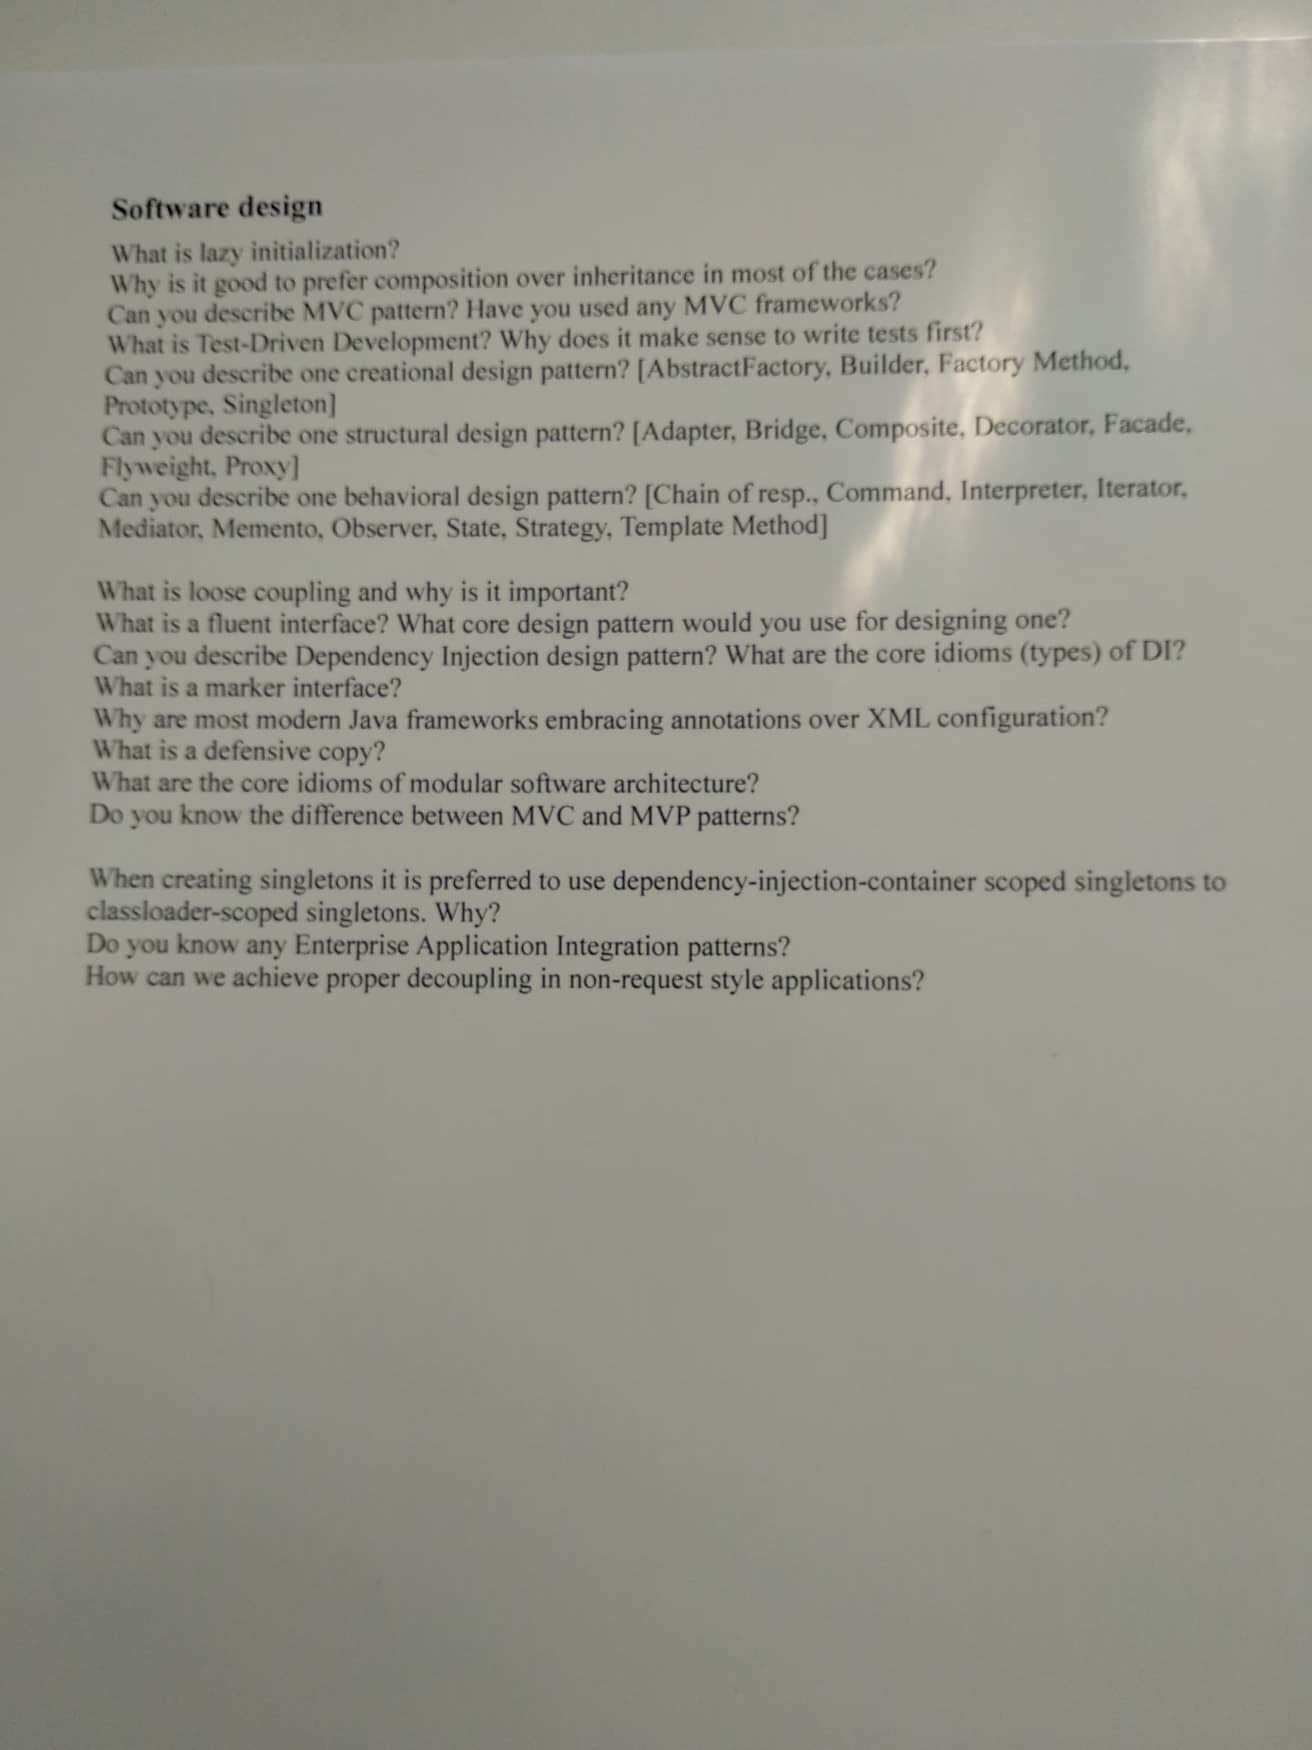 Software design
What is lazy initialization?
Why is it good to prefer composition over inheritance in most of the cases?
Can you describe MVC pattern? Have you used any MVC frameworks?
What is Test-Driven Development? Why does it make sense to write tests first?
Can you describe one creational design pattern? [AbstractFactory, Builder, Factory Method,
Prototype, Singleton]
Can you describe one structural design pattern? [Adapter, Bridge, Composite, Decorator, Facade,
Flyweight, Proxy]
Can you describe one behavioral design pattern? [Chain of resp., Command, Interpreter, Iterator,
Mediator, Memento, Observer, State, Strategy, Template Method]
What is loose coupling and why is it important?
What is a fluent interface? What core design pattern would you use for designing one?
Can you describe Dependency Injection design pattern? What are the core idioms (types) of DI?
What is a marker interface?
Why are most modern Java frameworks embracing annotations over XML configuration?
What is a defensive copy?
What are the core idioms of modular software architecture?
Do you know the difference between MVC and MVP patterns?
When creating singletons it is preferred to use dependency-injection-container scoped singletons to
classloader-scoped singletons. Why?
Do you know any Enterprise Application Integration patterns?
How can we achieve proper decoupling in non-request style applications?